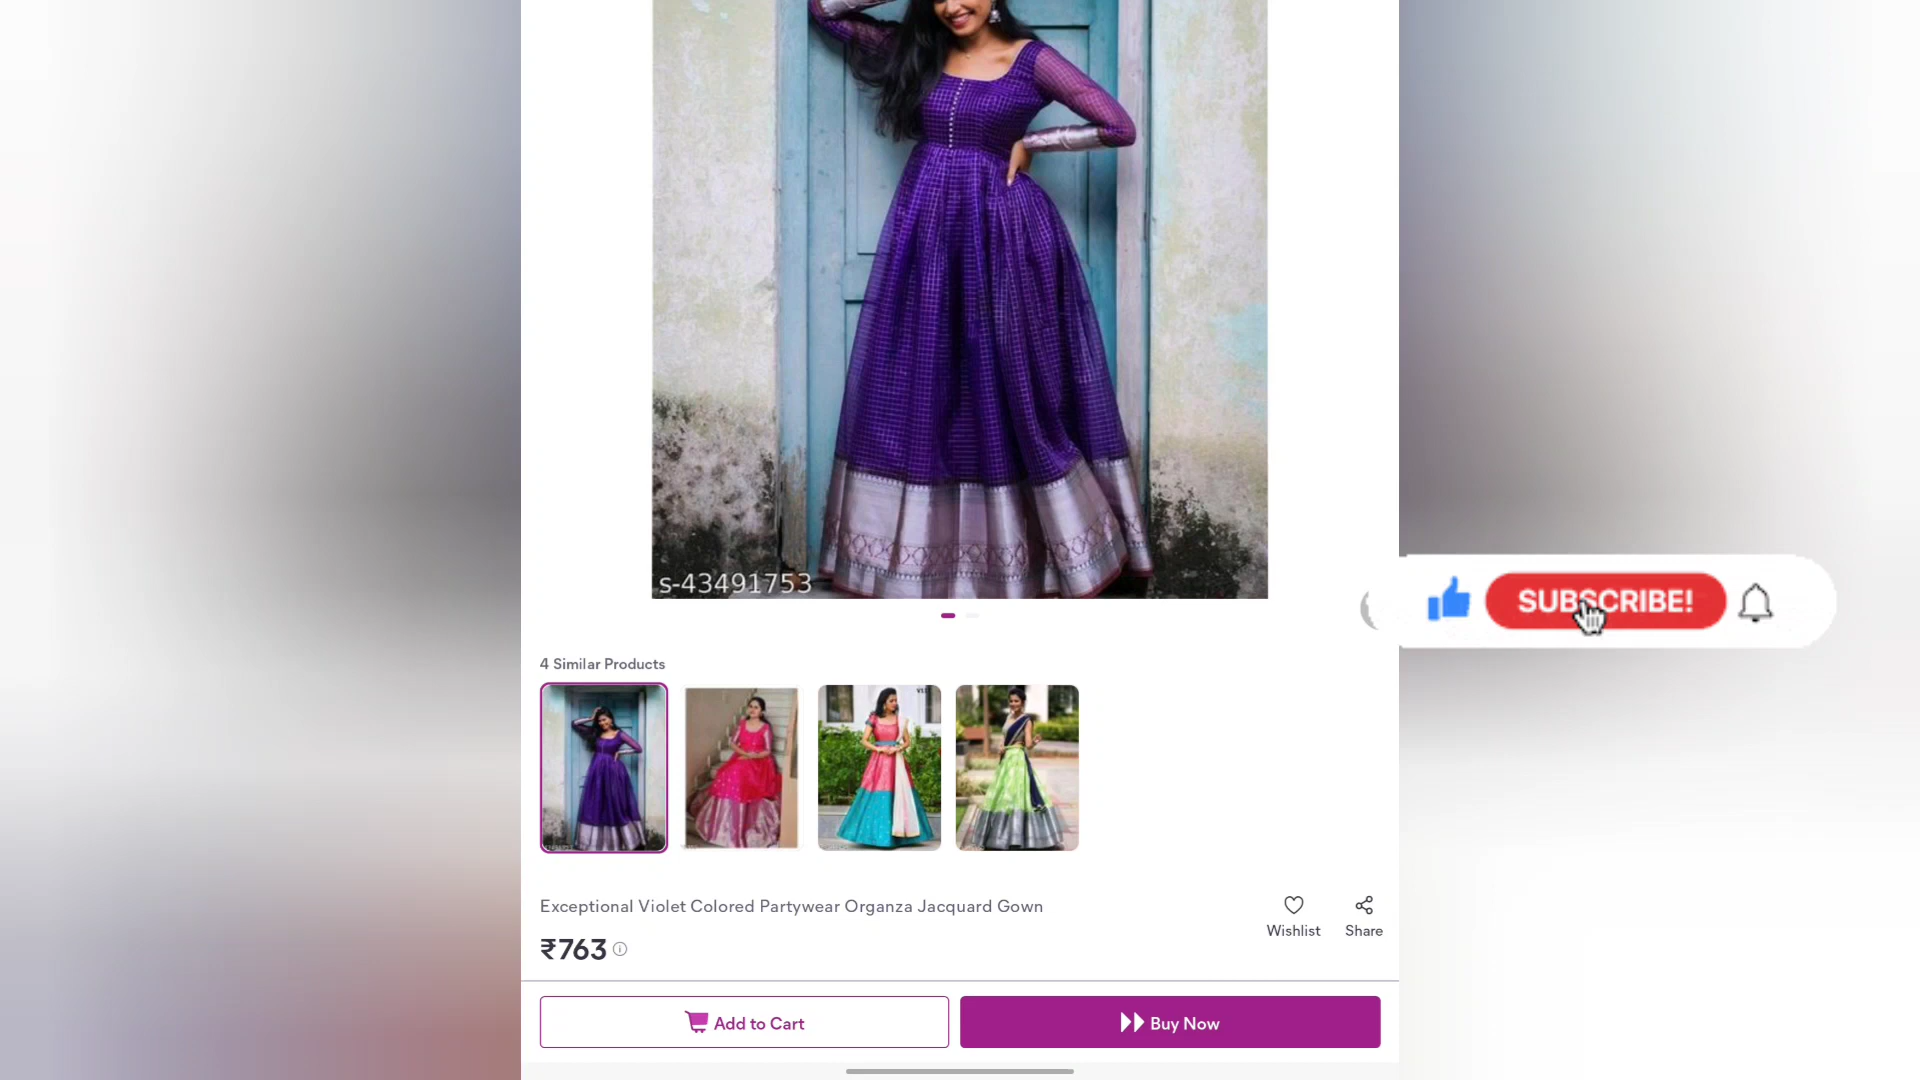 s-43491753
SUBSCRIBE!
4 Similar Products
Exceptional Violet Colored Partywear Organza Jacquard Gown
Wishlist
Share
₹763
Add to Cart
Buy Now